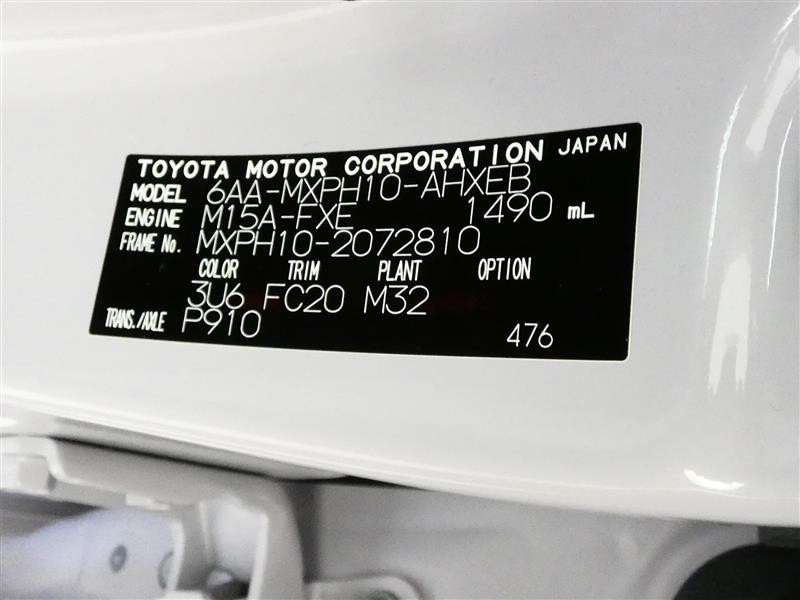 TOYOTA MOTOR CORPORATION JAPAN
MODEL 6AA-MXPH10-AHXEB
ENGINE M15A-FXE 1490 mL
FRAME No. MXPH10-2072810
COLOR TRIM PLANT OPTION
3U6 FC20 M32
TRANS./AXLE P910 476